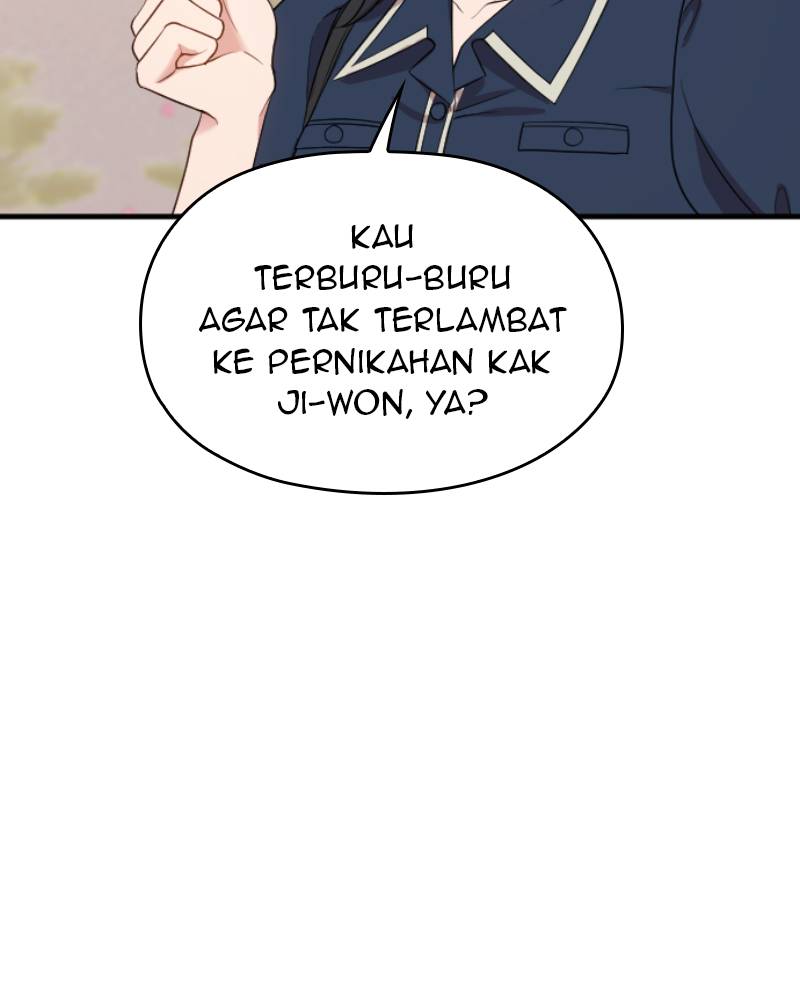 KAU
TERBURU-BURU
AGAR TAK TERLAMBAT
KE PERNIKAHAN KAK
JI-WON, YA?